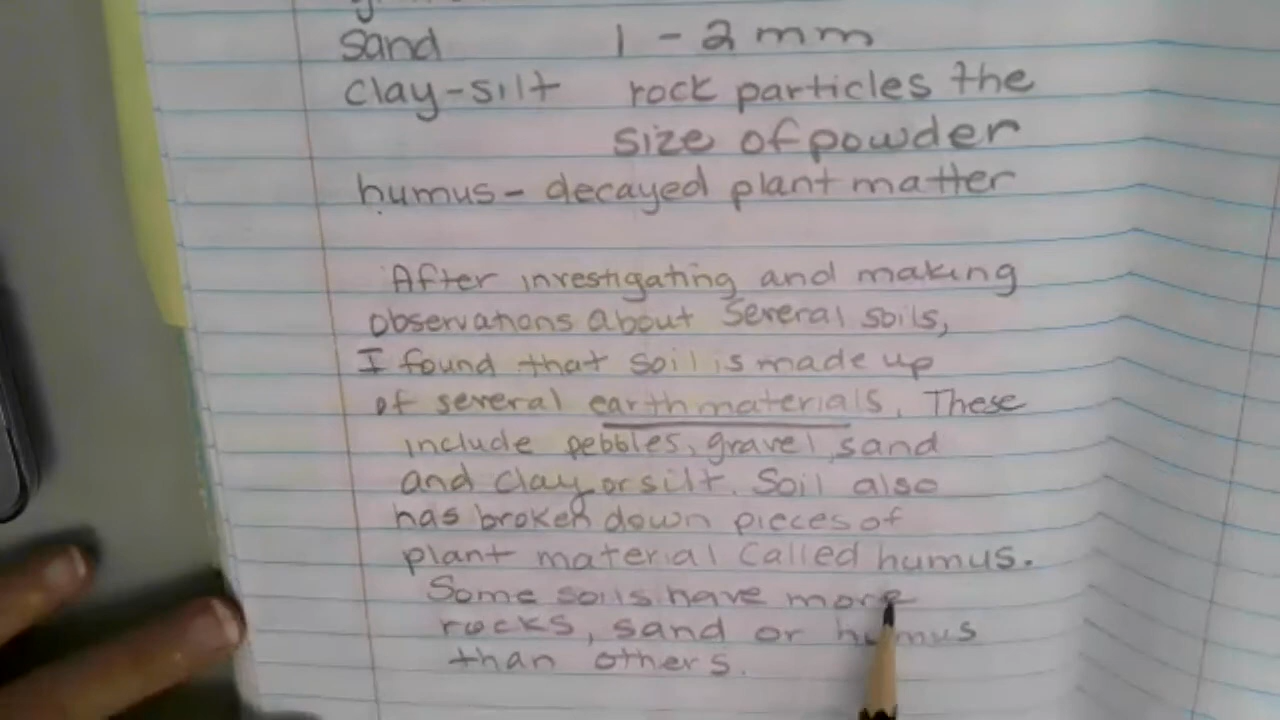 Sand 1 - 2 mm
clay-silt rock particles the
size of powder
humus - decayed plant matter
After investigating and making
observations about several soils,
I found that soil is made up
of several earth materials. These
include pebbles, gravel, sand
and clay or silt. Soil also
has broken down pieces of
plant material called humus.
Some soils have more
rocks, sand or humus
than others.